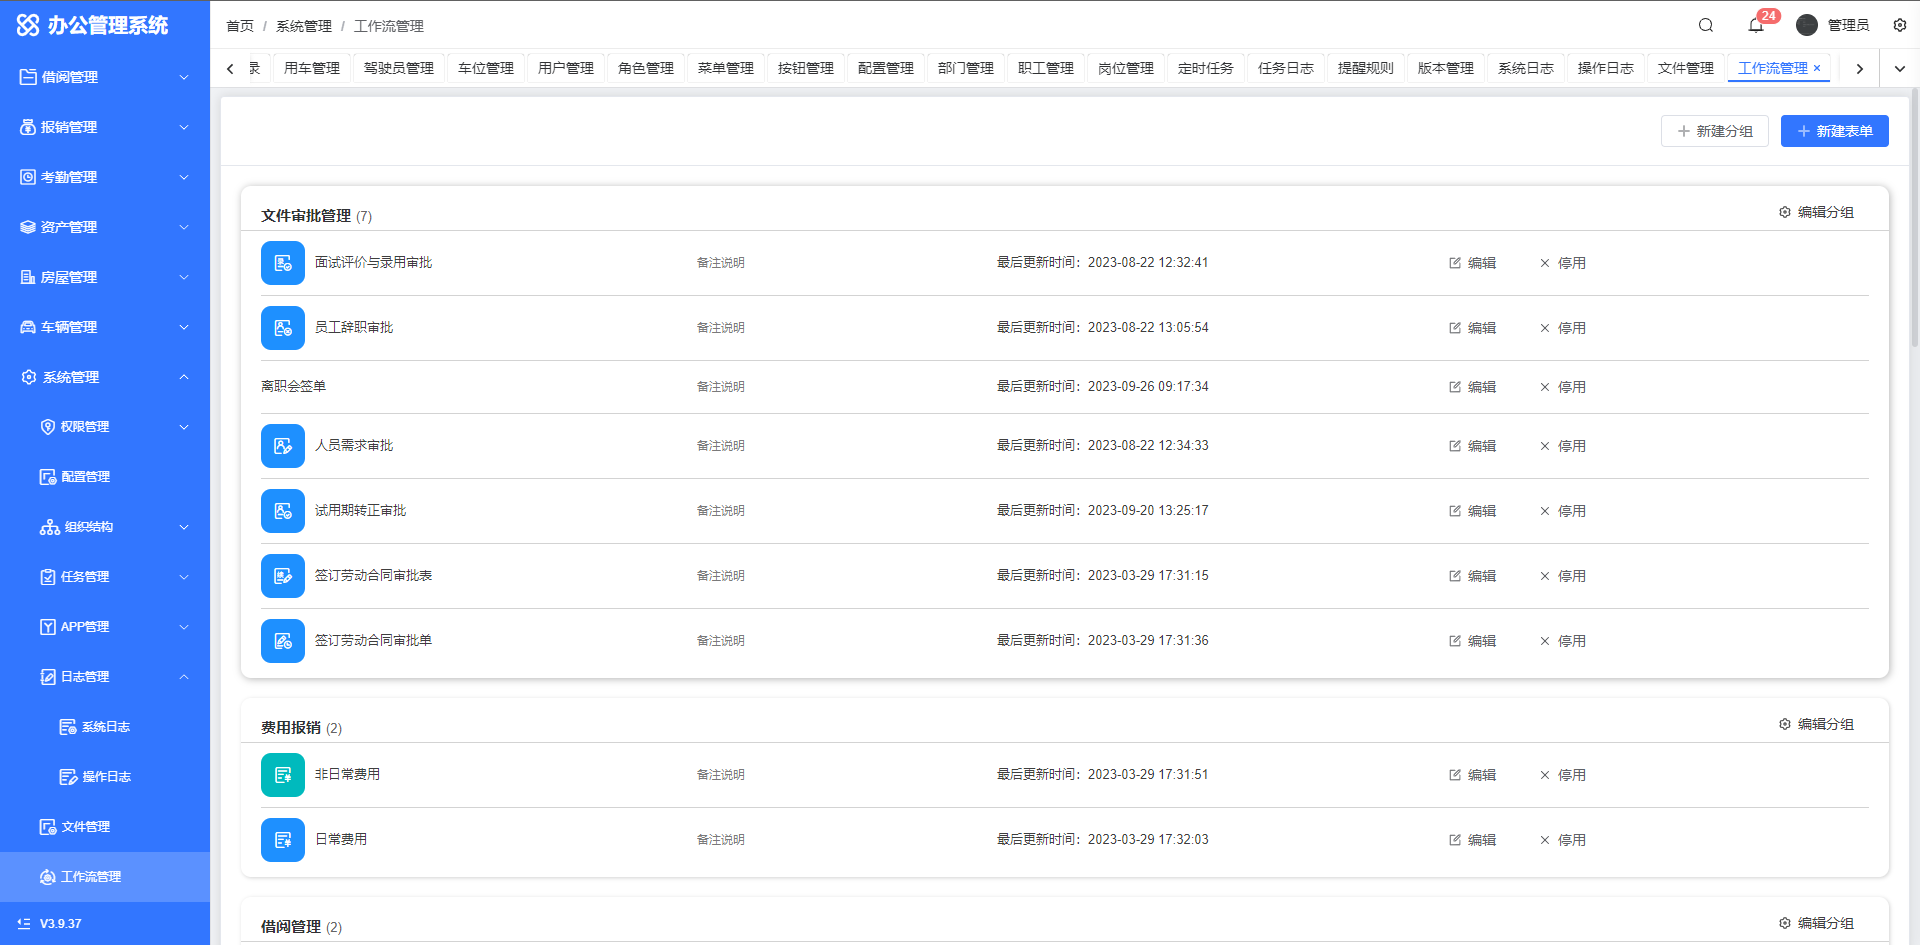 办公管理系统
借阅管理
报销管理
考勤管理
资产管理
房屋管理
车辆管理
系统管理
权限管理
配置管理
组织结构
任务管理
APP管理
日志管理
系统日志
操作日志
文件管理
工作流管理
V3.9.37
首页 / 系统管理 / 工作流管理
24
管理员
录 用车管理 驾驶员管理 车位管理 用户管理 角色管理 菜单管理 按钮管理 配置管理 部门管理 职工管理 岗位管理 定时任务 任务日志 提醒规则 版本管理 系统日志 操作日志 文件管理 工作流管理 ×
新建分组 新建表单
文件审批管理 (7) 编辑分组
面试评价与录用审批 备注说明 最后更新时间：2023-08-22 12:32:41 编辑 停用
员工辞职审批 备注说明 最后更新时间：2023-08-22 13:05:54 编辑 停用
离职会签单 备注说明 最后更新时间：2023-09-26 09:17:34 编辑 停用
人员需求审批 备注说明 最后更新时间：2023-08-22 12:34:33 编辑 停用
试用期转正审批 备注说明 最后更新时间：2023-09-20 13:25:17 编辑 停用
签订劳动合同审批表 备注说明 最后更新时间：2023-03-29 17:31:15 编辑 停用
签订劳动合同审批单 备注说明 最后更新时间：2023-03-29 17:31:36 编辑 停用
费用报销 (2) 编辑分组
非日常费用 备注说明 最后更新时间：2023-03-29 17:31:51 编辑 停用
日常费用 备注说明 最后更新时间：2023-03-29 17:32:03 编辑 停用
借阅管理 (2) 编辑分组